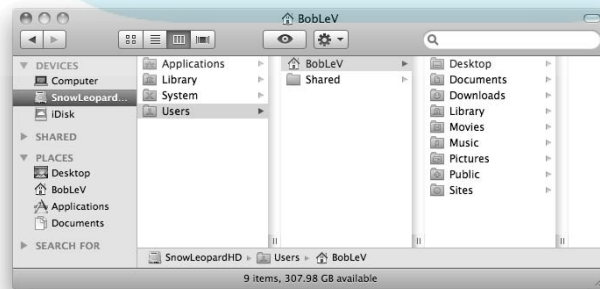 BobLeV
DEVICES
Computer
SnowLeopard...
iDisk
SHARED
PLACES
Desktop
BobLeV
Applications
Documents
SEARCH FOR
Applications
Library
System
Users
BobLeV
Shared
Desktop
Documents
Downloads
Library
Movies
Music
Pictures
Public
Sites
SnowLeopardHD Users BobLeV
9 items, 307.98 GB available